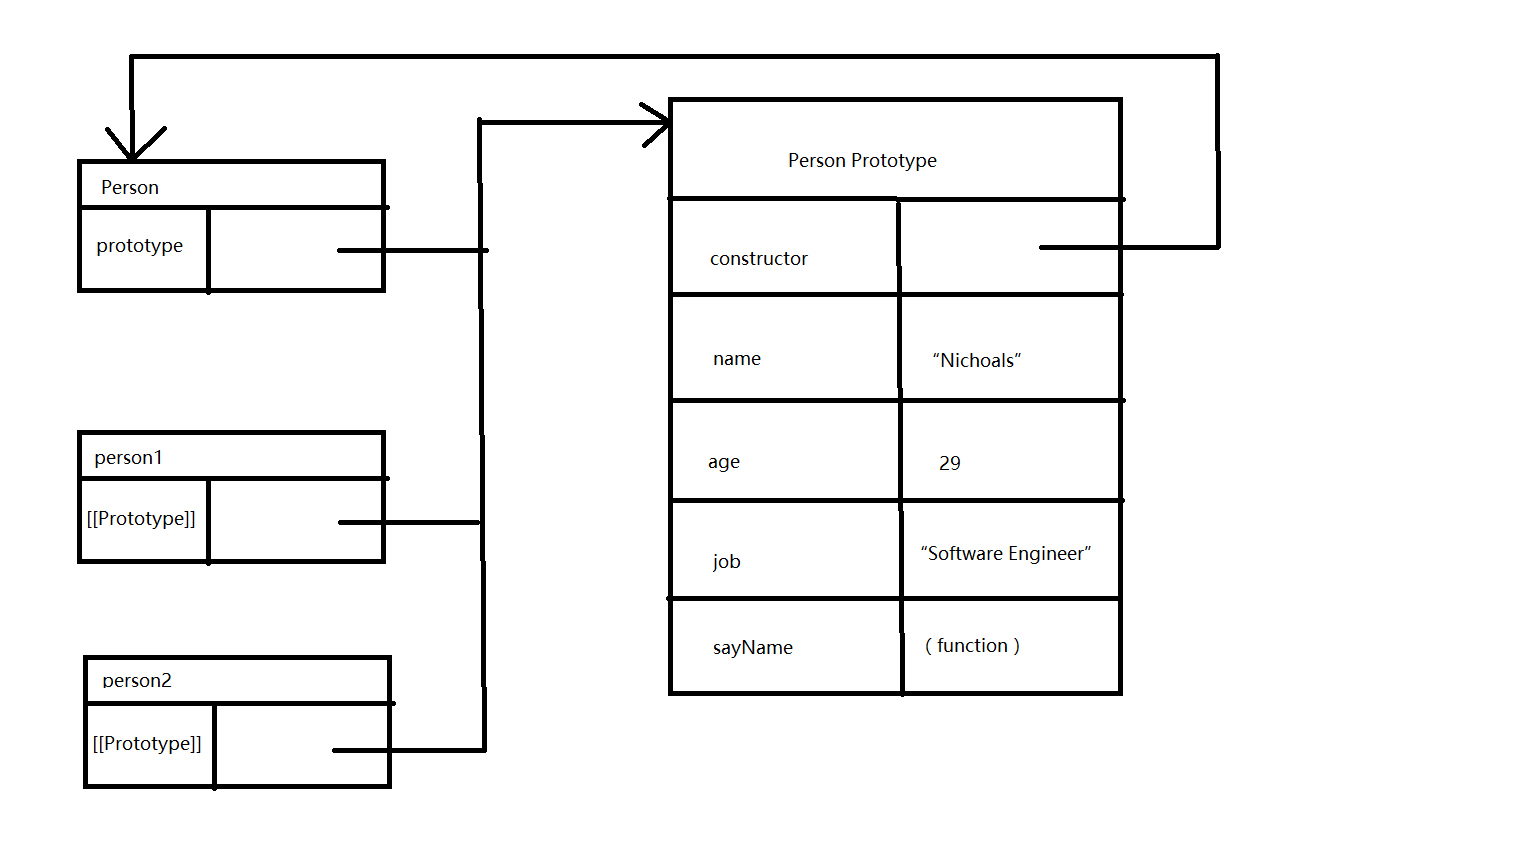 Person Prototype
Person
prototype
constructor
name
“Nichoals”
age
29
job
“Software Engineer”
sayName
( function )
person1
[[Prototype]]
person2
[[Prototype]]